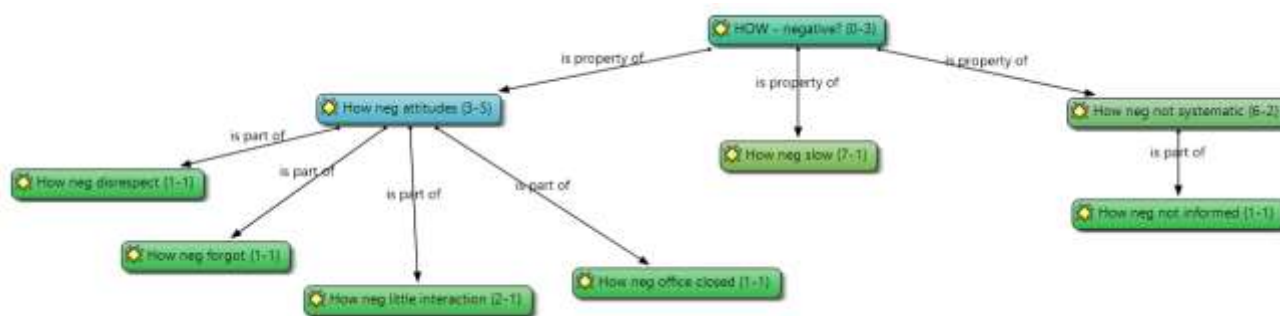 HOW - negative? {0-3}
is property of
is property of
is property of
How neg attitudes {3-5}
How neg not systematic {6-2}
is part of
How neg slow {7-1}
is part of
How neg disrespect {1-1}
is part of
is part of
is part of
How neg not informed {1-1}
How neg forgot {1-1}
How neg office closed {1-1}
How neg little interaction {2-1}